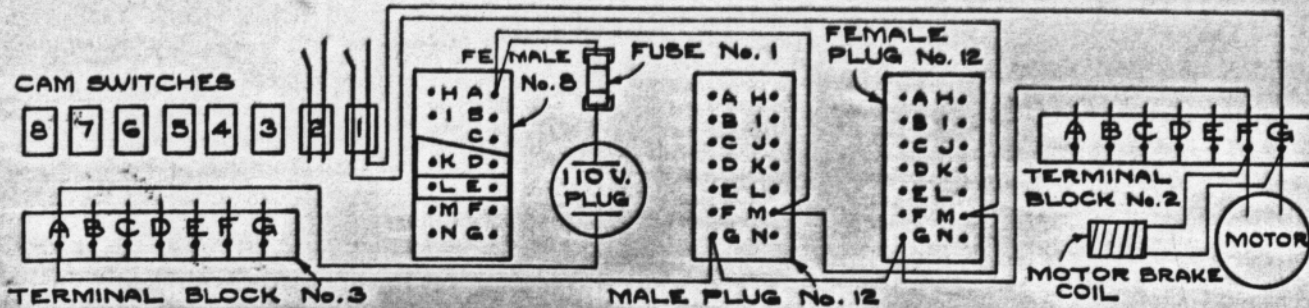 CAM SWITCHES
8 7 6 5 4 3 2 1
A B C D E F G
TERMINAL BLOCK No.3
FEMALE
No.8
H A
I B
C
K D
L E
M F
N G
FUSE No. 1
110 V.
PLUG
A H
B I
C J
D K
E L
F M
G N
MALE PLUG No. 12
FEMALE
PLUG No. 12
A H
B I
C J
D K
E L
F M
G N
A B C D E F G
TERMINAL
BLOCK No.2
MOTOR BRAKE
COIL
MOTOR